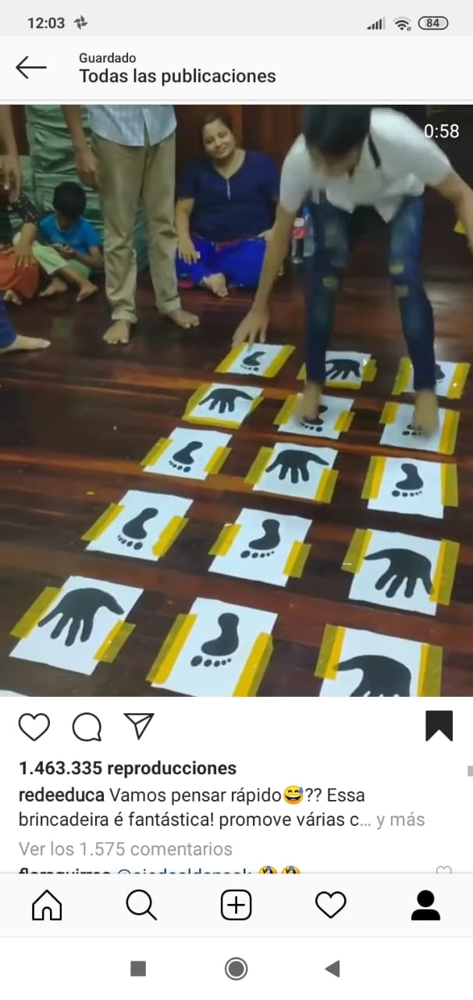 12:03
84
Guardado
Todas las publicaciones
0:58
1.463.335 reproducciones
redeeduca Vamos pensar rápido😅?? Essa
brincadeira é fantástica! promove várias c... y más
Ver los 1.575 comentarios